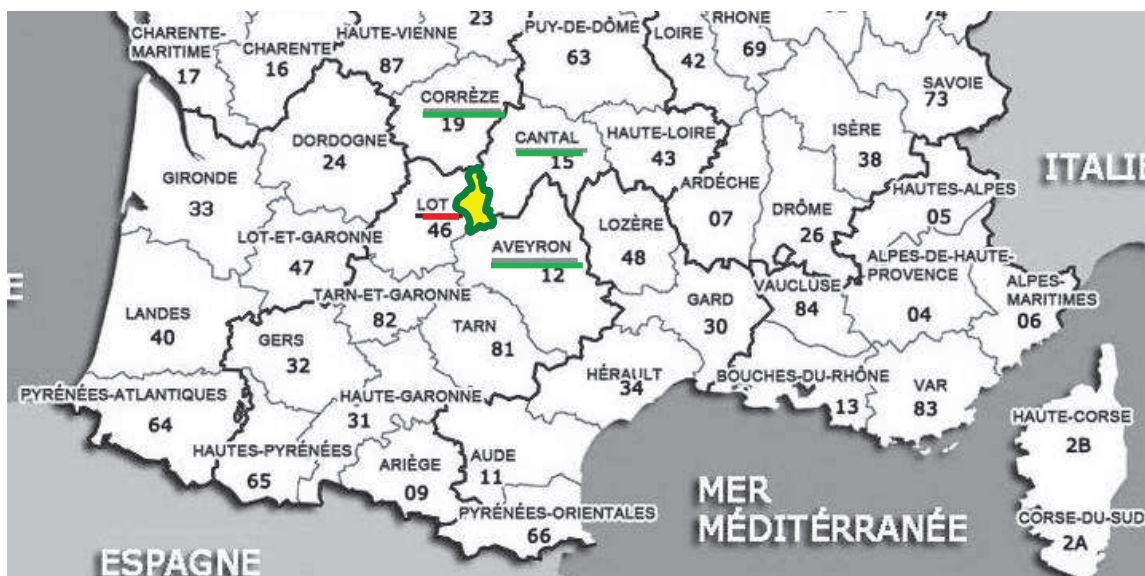 23
74
CHARENTE-
MARITIME
17
CHARENTE
16
HAUTE-VIENNE
87
PUY-DE-DÔME
63
LOIRE
42
RHÔNE
69
SAVOIE
73
CORRÈZE
19
DORDOGNE
24
CANTAL
15
HAUTE-LOIRE
43
ISÈRE
38
ITALIE
GIRONDE
33
LOT
46
ARDÉCHE
07
DRÔME
26
HAUTES-ALPES
05
LOT-ET-GARONNE
47
AVEYRON
12
LOZÈRE
48
ALPES-DE-HAUTE-
PROVENCE
04
VAUCLUSE
84
ALPES-
MARITIMES
06
LANDES
40
TARN-ET-GARONNE
82
GERS
32
TARN
81
GARD
30
HÉRAULT
34
BOUCHES-DU-RHÔNE
13
VAR
83
PYRÉNÉES-ATLANTIQUES
64
HAUTE-GARONNE
31
HAUTES-PYRÉNÉES
65
ARIÈGE
09
AUDE
11
HAUTE-CORSE
2B
PYRÉNÉES-ORIENTALES
66
MER
MÉDITÉRRANÉE
CORSE-DU-SUD
2A
ESPAGNE